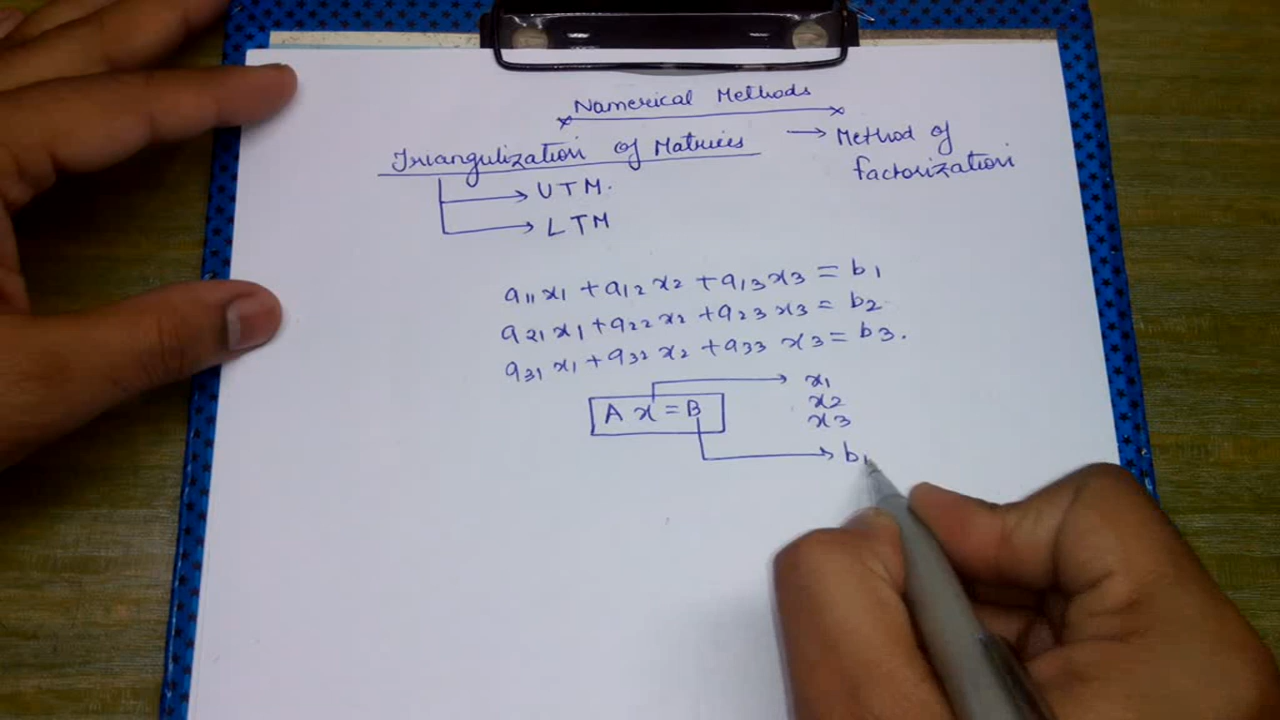 Numerical Methods
Triangulization of Matrices → Method of
factorization
→ UTM.
→ LTM
a11x1 + a12x2 + a13x3 = b1
a21x1 + a22x2 + a23x3 = b2
a31x1 + a32x2 + a33x3 = b3.
Ax = B
x1
x2
x3
b1